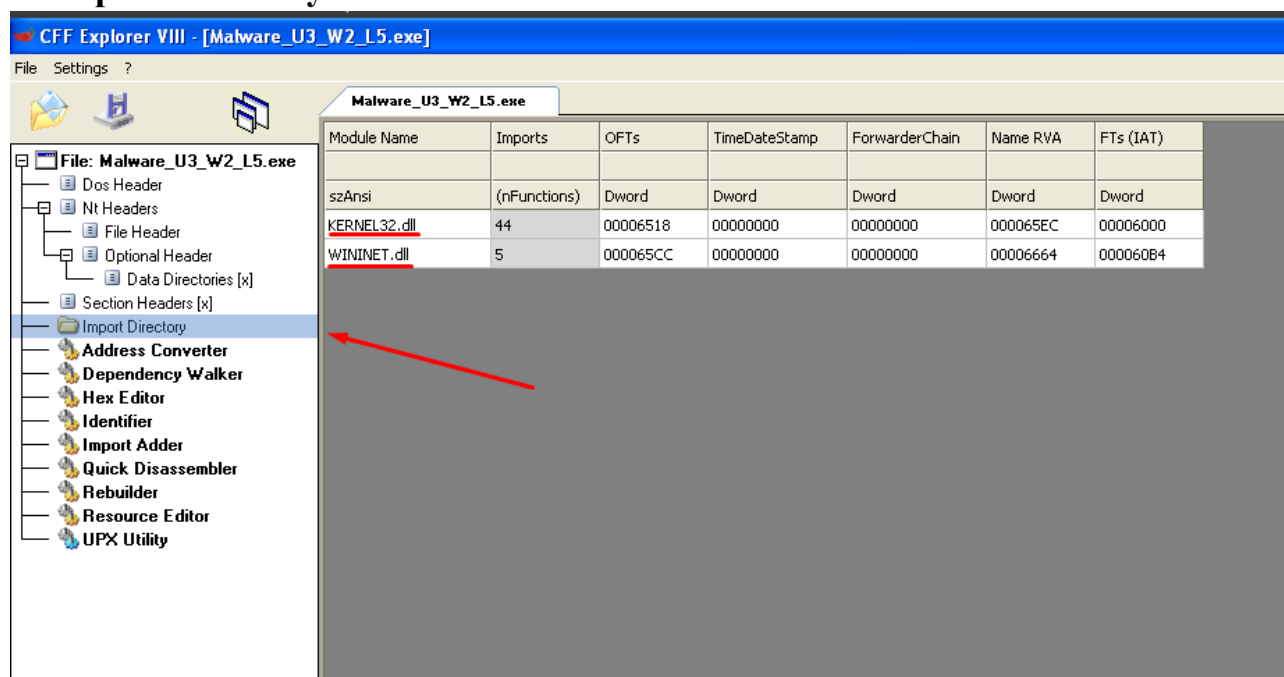 CFF Explorer VIII - [Malware_U3_W2_L5.exe]
File Settings ?
Malware_U3_W2_L5.exe
File: Malware_U3_W2_L5.exe
Dos Header
Nt Headers
File Header
Optional Header
Data Directories [x]
Section Headers [x]
Import Directory
Address Converter
Dependency Walker
Hex Editor
Identifier
Import Adder
Quick Disassembler
Rebuilder
Resource Editor
UPX Utility
Module Name Imports OFTs TimeDateStamp ForwarderChain Name RVA FTs (IAT)
szAnsi (nFunctions) Dword Dword Dword Dword Dword
KERNEL32.dll 44 00006518 00000000 00000000 000065EC 00006000
WININET.dll 5 000065CC 00000000 00000000 00006664 000060B4